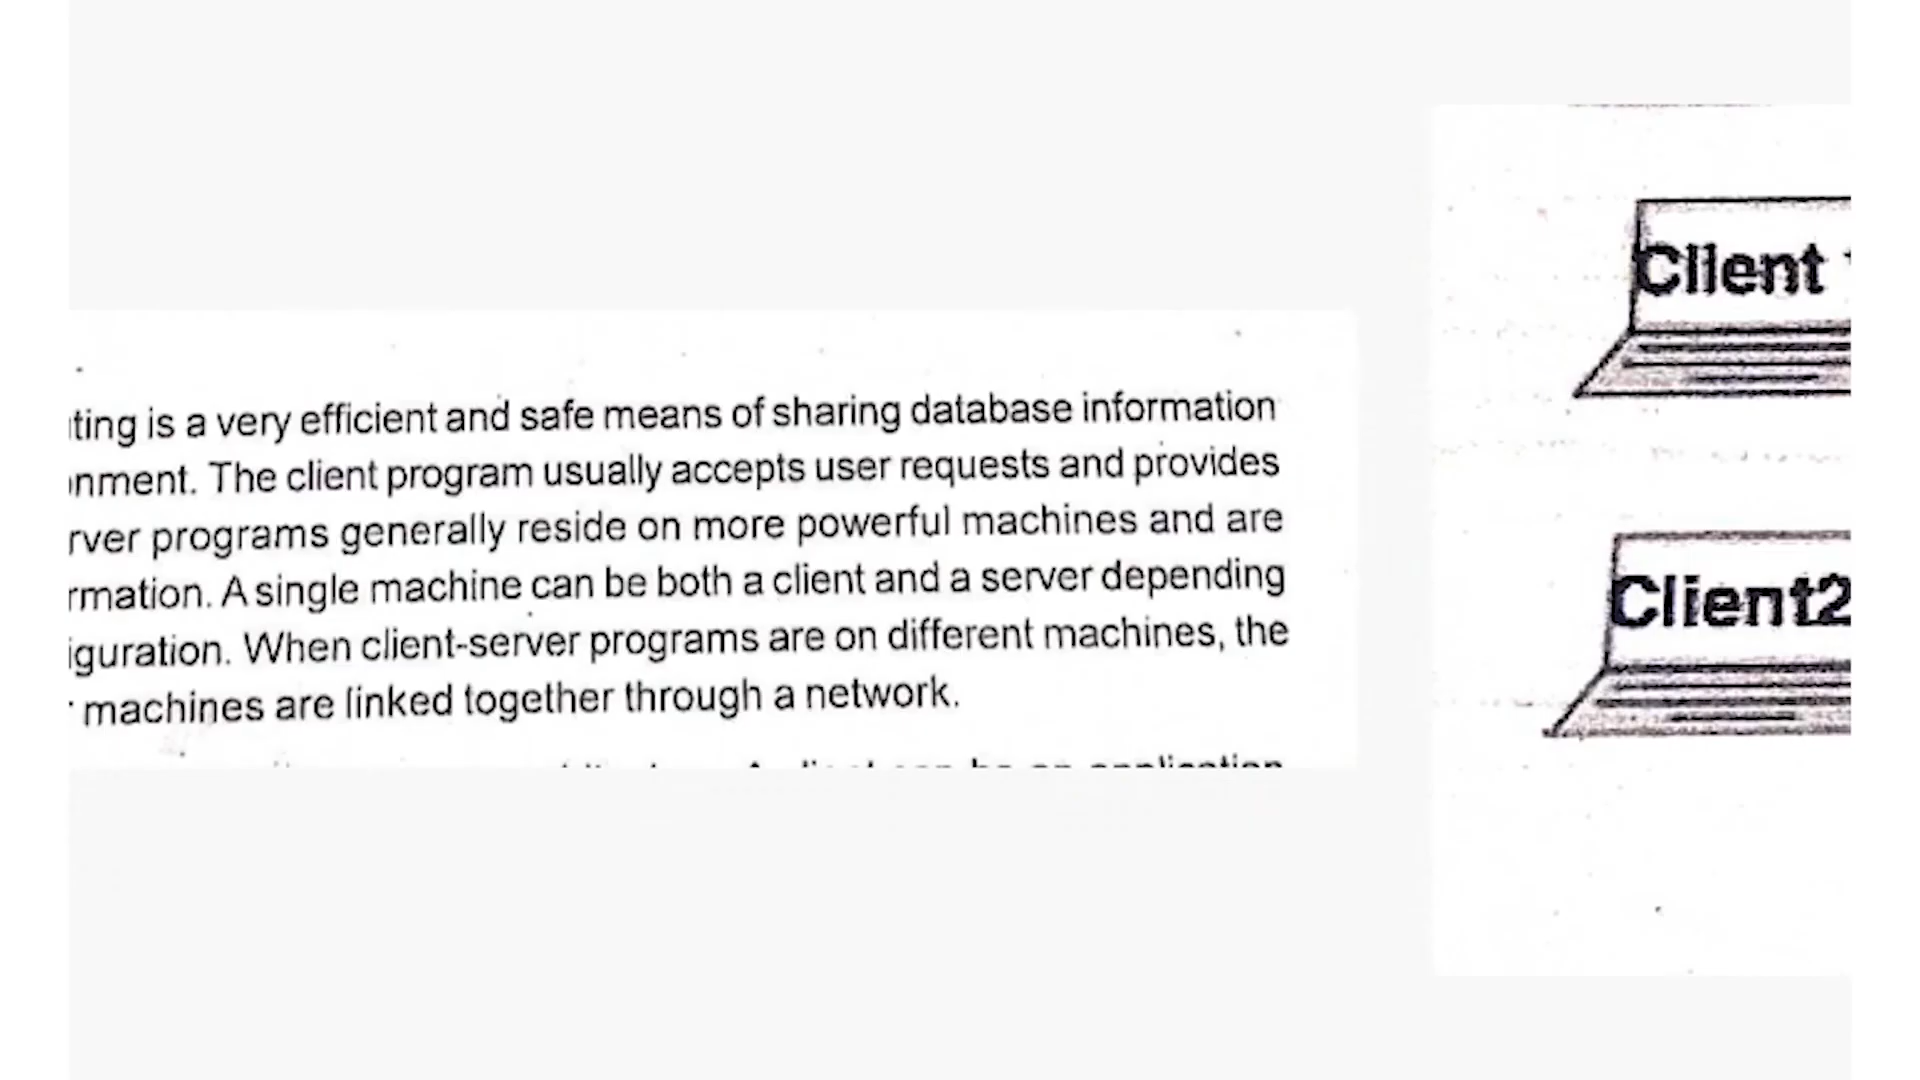 ting is a very efficient and safe means of sharing database information
nment. The client program usually accepts user requests and provides
rver programs generally reside on more powerful machines and are
rmation. A single machine can be both a client and a server depending
iguration. When client-server programs are on different machines, the
machines are linked together through a network.
Client
Client2